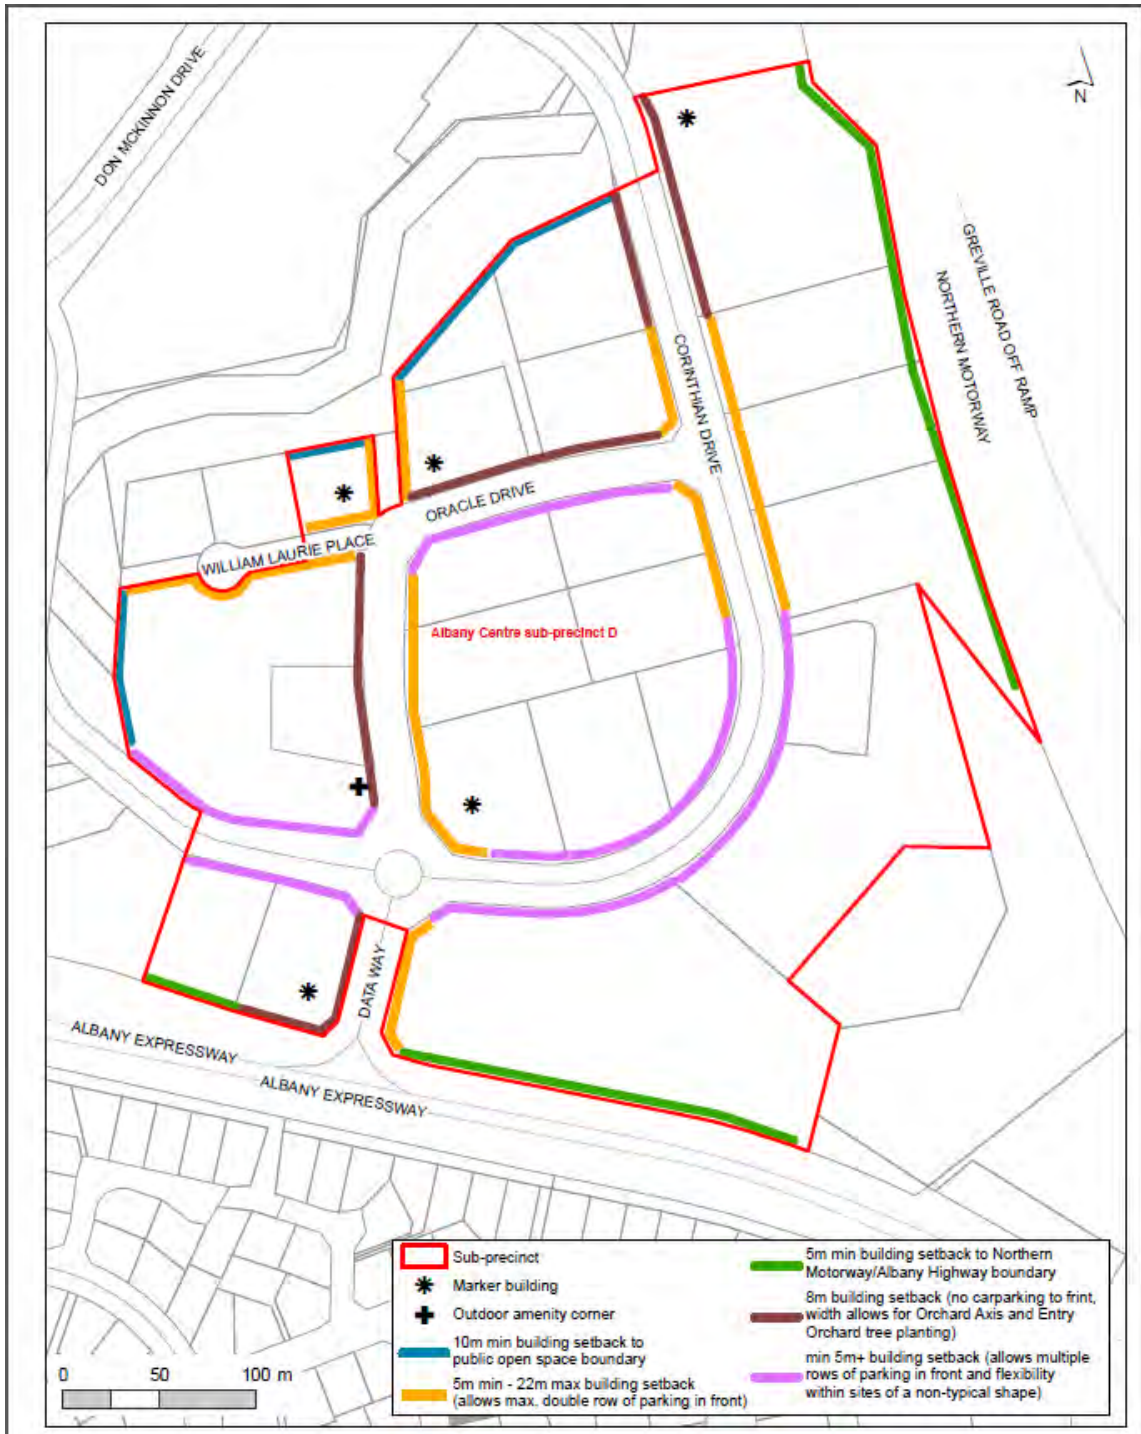 DON MCKINNON DRIVE
N
GREVILLE ROAD OFF RAMP
NORTHERN MOTORWAY
CORINTHIAN DRIVE
ORACLE DRIVE
WILLIAM LAURIE PLACE
Albany Centre sub-precinct D
DATA WAY
ALBANY EXPRESSWAY
ALBANY EXPRESSWAY
Sub-precinct
Marker building
Outdoor amenity corner
10m min building setback to
public open space boundary
5m min - 22m max building setback
(allows max. double row of parking in front)
5m min building setback to Northern
Motorway/Albany Highway boundary
8m building setback (no carparking to frint,
width allows for Orchard Axis and Entry
Orchard tree planting)
min 5m+ building setback (allows multiple
rows of parking in front and flexibility
within sites of a non-typical shape)
0 50 100 m